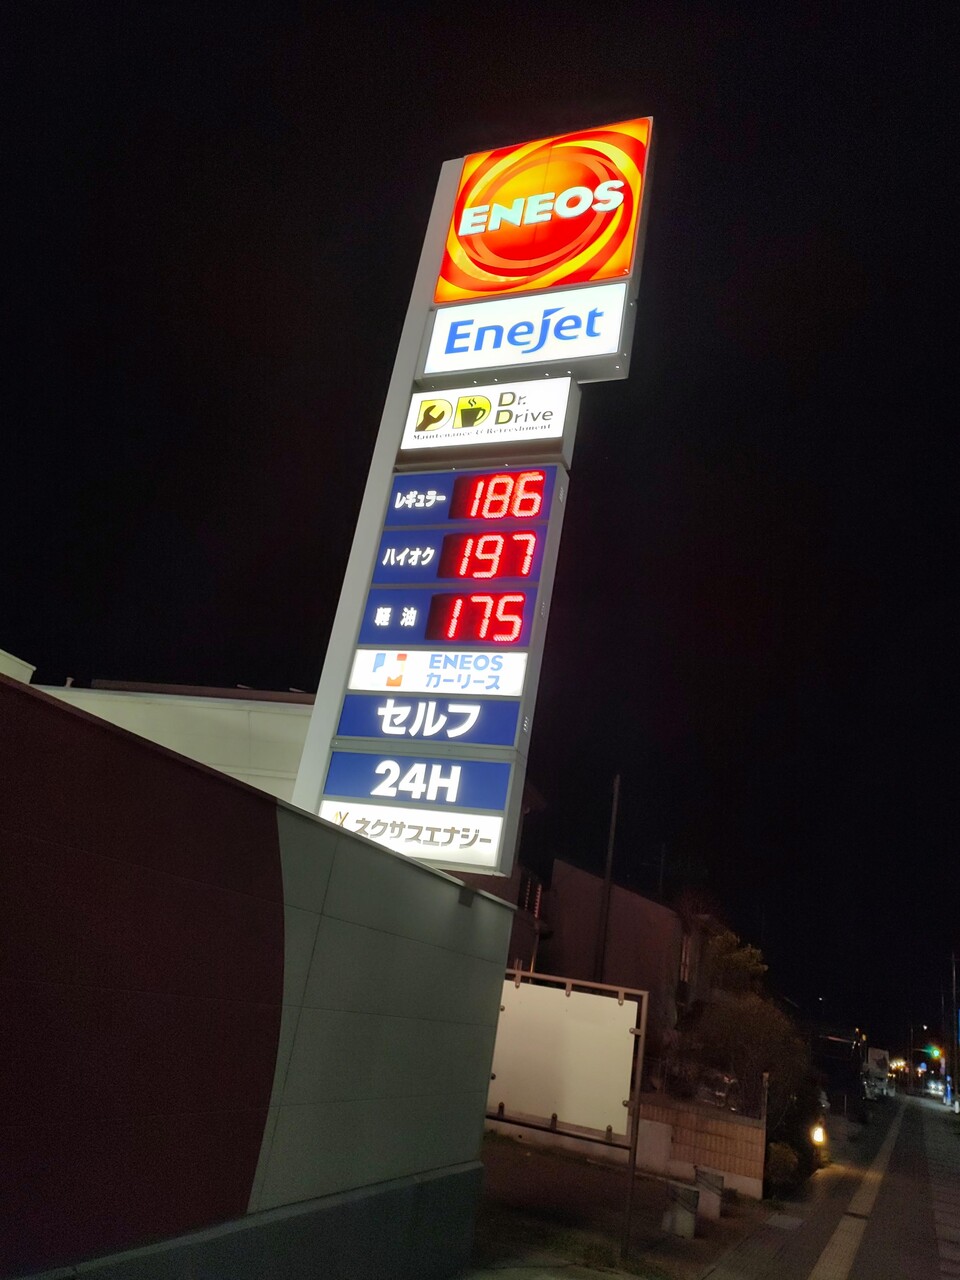 ENEOS
Enejet
Dr.
Drive
Maintenance & Refreshment
レギュラー 186
ハイオク 197
軽油 175
ENEOS
カーリース
セルフ
24H
ネクサスエナジー